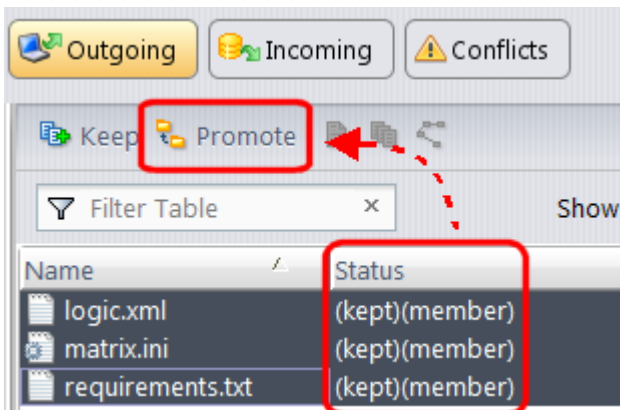 Outgoing Incoming Conflicts
Keep Promote
Filter Table × Show
Name Status
logic.xml (kept)(member)
matrix.ini (kept)(member)
requirements.txt (kept)(member)